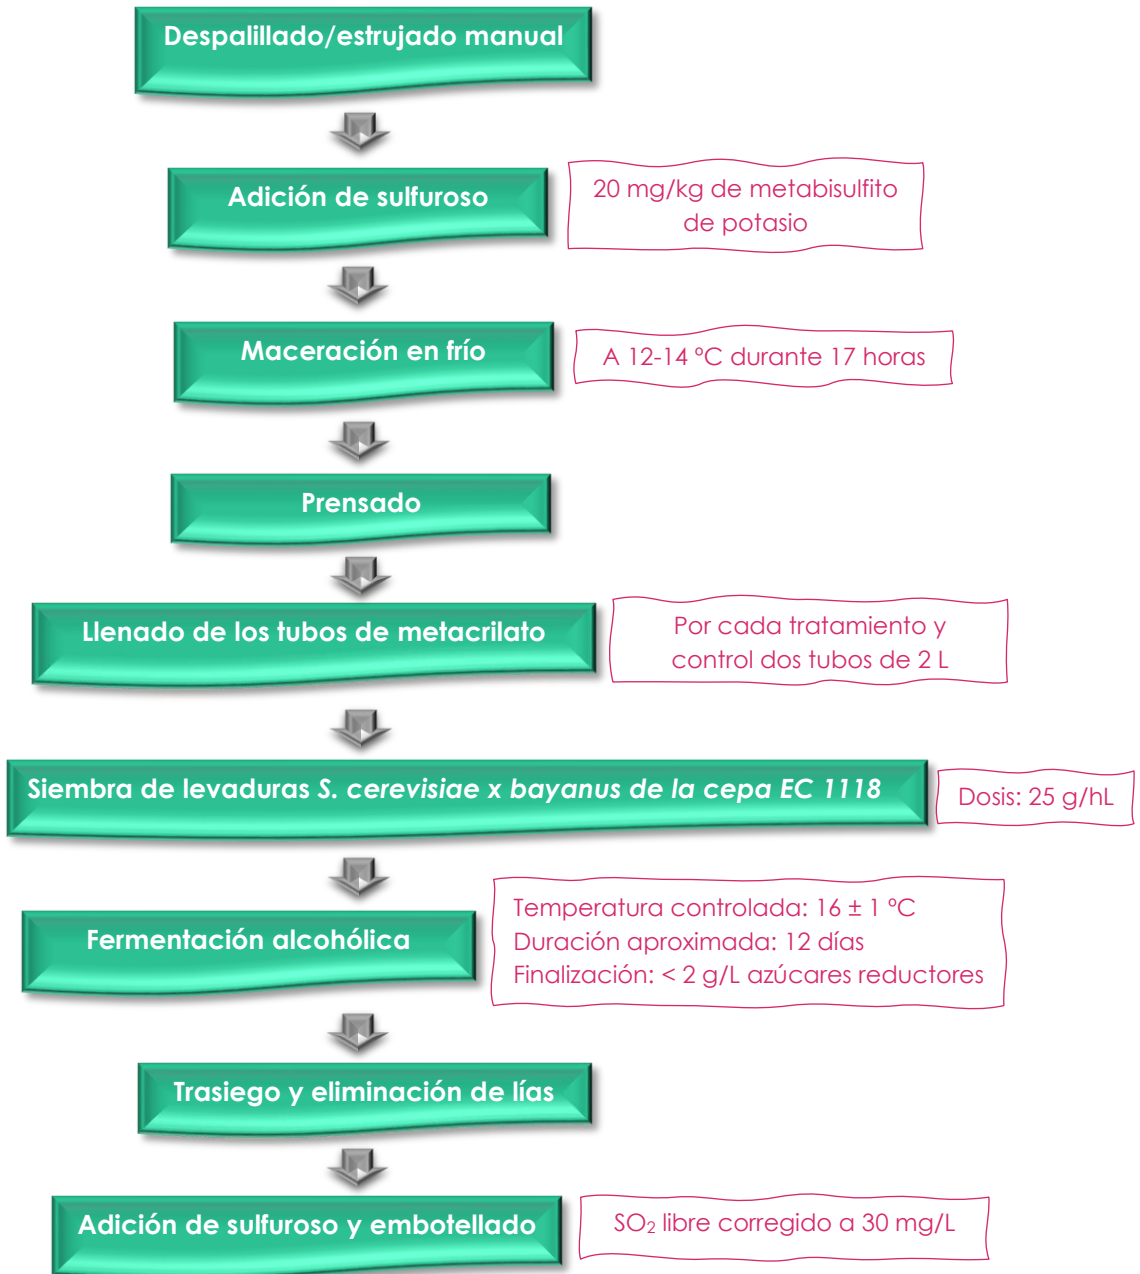 Despalillado/estrujado manual
Adición de sulfuroso
20 mg/kg de metabisulfito
de potasio
Maceración en frío
A 12-14 ºC durante 17 horas
Prensado
Llenado de los tubos de metacrilato
Por cada tratamiento y
control dos tubos de 2 L
Siembra de levaduras S. cerevisiae x bayanus de la cepa EC 1118
Dosis: 25 g/hL
Fermentación alcohólica
Temperatura controlada: 16 ± 1 ºC
Duración aproximada: 12 días
Finalización: < 2 g/L azúcares reductores
Trasiego y eliminación de lías
Adición de sulfuroso y embotellado
SO₂ libre corregido a 30 mg/L